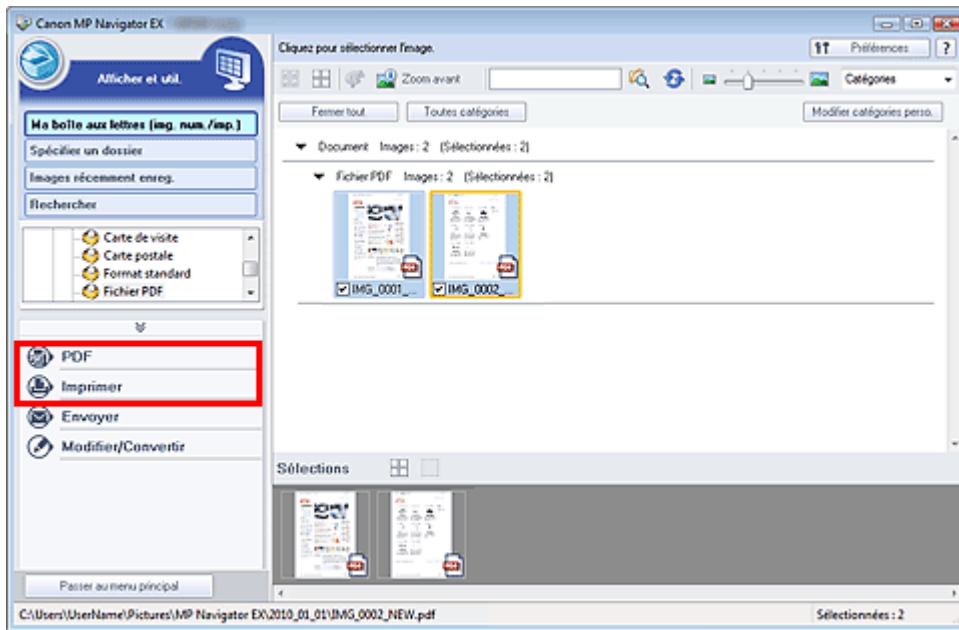 Canon MP Navigator EX
Afficher et util.
Cliquez pour sélectionner l'image.
Préférences
?
Zoom avant
Catégories
Fermer tout
Toutes catégories
Modifier catégories perso.
Ma boîte aux lettres (img. num./imp.)
Spécifier un dossier
Images récemment enreg.
Rechercher
Carte de visite
Carte postale
Format standard
Fichier PDF
Document Images : 2 (Sélectionnées : 2)
Fichier PDF Images : 2 (Sélectionnées : 2)
IMG_0001_...
IMG_0002_...
PDF
Imprimer
Envoyer
Modifier/Convertir
Sélections
Passer au menu principal
C:\Users\UserName\Pictures\MP Navigator EX\2010_01_01\IMG_0002_NEW.pdf
Sélectionnées : 2